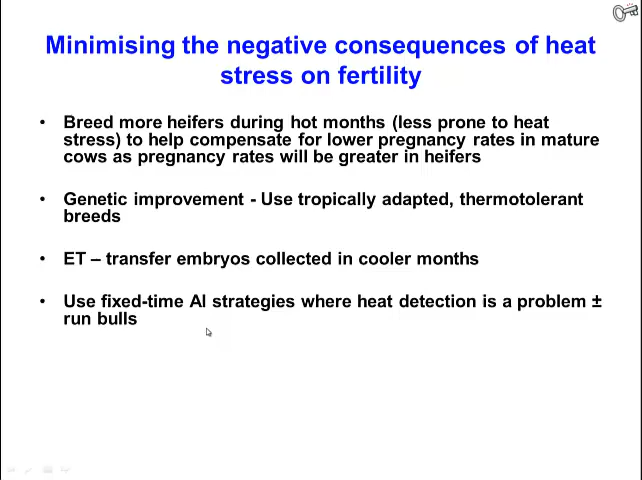 Minimising the negative consequences of heat
stress on fertility
• Breed more heifers during hot months (less prone to heat
stress) to help compensate for lower pregnancy rates in mature
cows as pregnancy rates will be greater in heifers
• Genetic improvement - Use tropically adapted, thermotolerant
breeds
• ET – transfer embryos collected in cooler months
• Use fixed-time AI strategies where heat detection is a problem ±
run bulls